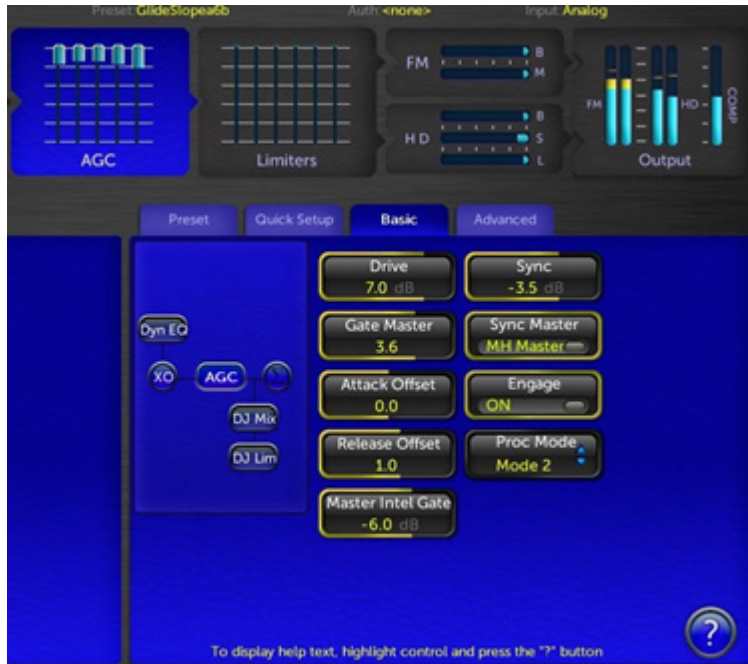 Preset: GlideSlopea6b Auth: <none> Input: Analog
AGC
Limiters
FM
B
M
HD
B
S
L
FM
HD
COMP
Output
Preset Quick Setup Basic Advanced
Dyn EQ
XO
AGC
DJ Mix
DJ Lim
Drive
7.0 dB
Sync
-3.5 dB
Gate Master
3.6
Sync Master
MH Master
Attack Offset
0.0
Engage
ON
Release Offset
1.0
Proc Mode
Mode 2
Master Intel Gate
-6.0 dB
?
To display help text, highlight control and press the "?" button